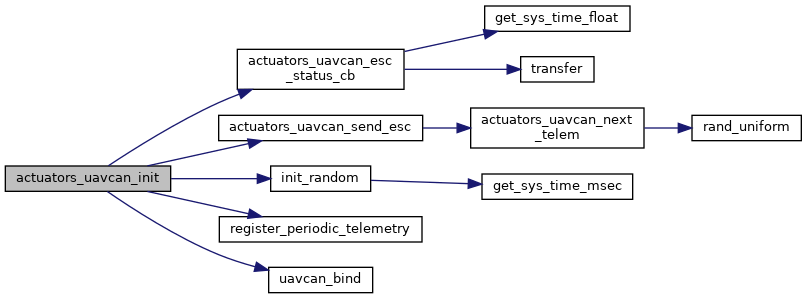 actuators_uavcan_init
actuators_uavcan_esc
_status_cb
get_sys_time_float
transfer
actuators_uavcan_send_esc
actuators_uavcan_next
_telem
rand_uniform
init_random
get_sys_time_msec
register_periodic_telemetry
uavcan_bind